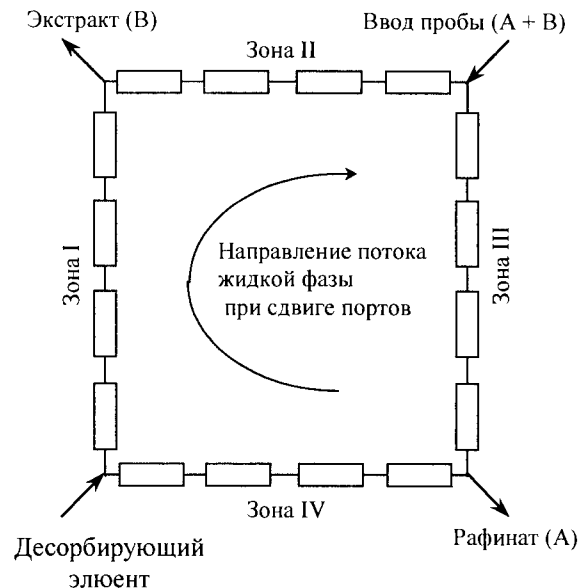 Экстракт (B)
Ввод пробы (A + B)
Зона II
Зона I
Направление потока
жидкой фазы
при сдвиге портов
Зона III
Зона IV
Десорбирующий
элюент
Рафинат (A)